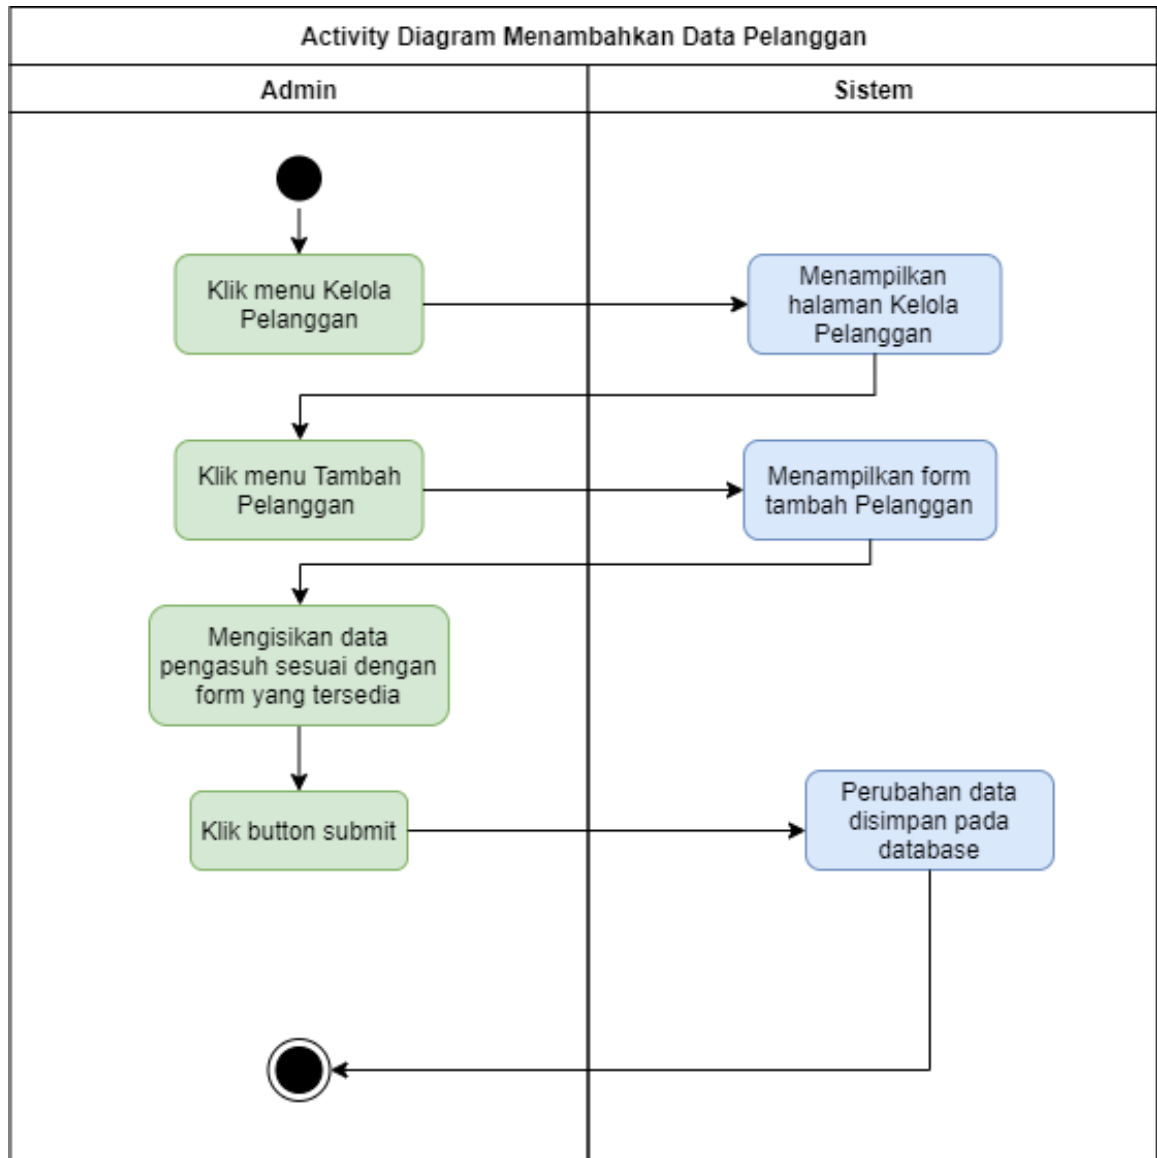 Activity Diagram Menambahkan Data Pelanggan
Admin
Sistem
Klik menu Kelola
Pelanggan
Menampilkan
halaman Kelola
Pelanggan
Klik menu Tambah
Pelanggan
Menampilkan form
tambah Pelanggan
Mengisikan data
pengasuh sesuai dengan
form yang tersedia
Klik button submit
Perubahan data
disimpan pada
database